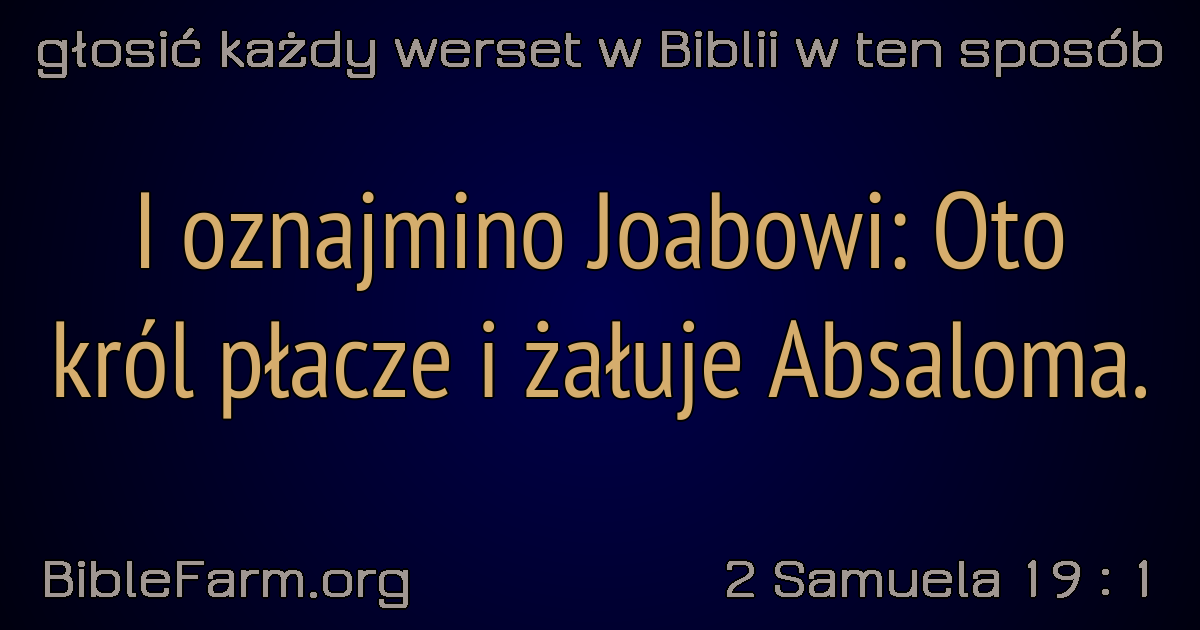 głosić każdy werset w Biblii w ten sposób
I oznajmino Joabowi: Oto
król płacze i żałuje Absaloma.
BibleFarm.org
2 Samuela 19 : 1